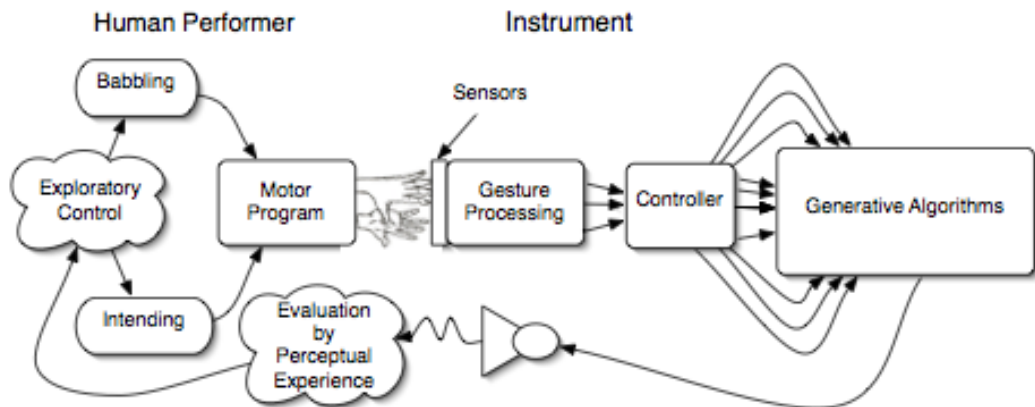 Human Performer
Instrument
Babbling
Sensors
Exploratory
Control
Motor
Program
Gesture
Processing
Controller
Generative Algorithms
Intending
Evaluation
by
Perceptual
Experience